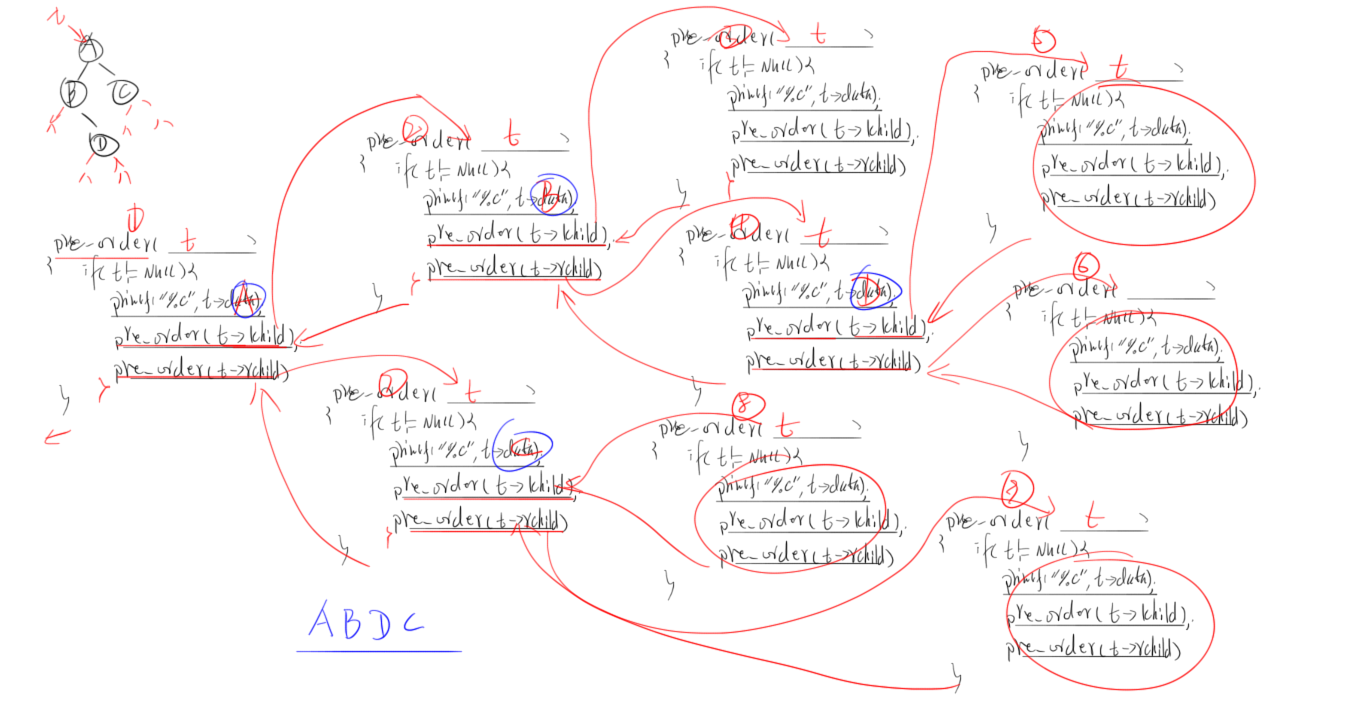 A
B
C
D
1
pre_order( t )
{ if( t != NULL){
printf("%c", t->data);
A
pre_order( t->lchild);
pre_order( t->rchild)
}
}
2
pre_order( t )
{ if( t != NULL){
printf("%c", t->data);
B
pre_order( t->lchild);
pre_order( t->rchild)
}
}
3
pre_order( t )
{ if( t != NULL){
printf("%c", t->data);
pre_order( t->lchild);
pre_order( t->rchild)
}
}
4
pre_order( t )
{ if( t != NULL){
printf("%c", t->data);
D
pre_order( t->lchild);
pre_order( t->rchild)
}
5
pre_order( t )
{ if( t != NULL){
printf("%c", t->data);
pre_order( t->lchild);
pre_order( t->rchild)
}
6
pre_order( )
{ if( t != NULL){
printf("%c", t->data);
pre_order( t->lchild);
pre_order( t->rchild)
}
pre_order( t )
{ if( t != NULL){
printf("%c", t->data);
C
pre_order( t->lchild);
pre_order( t->rchild)
}
}
8
pre_order( t )
{ if( t != NULL){
printf("%c", t->data);
pre_order( t->lchild);
pre_order( t->rchild)
}
pre_order( t )
{ if( t != NULL){
printf("%c", t->data);
pre_order( t->lchild);
pre_order( t->rchild)
}
A B D C